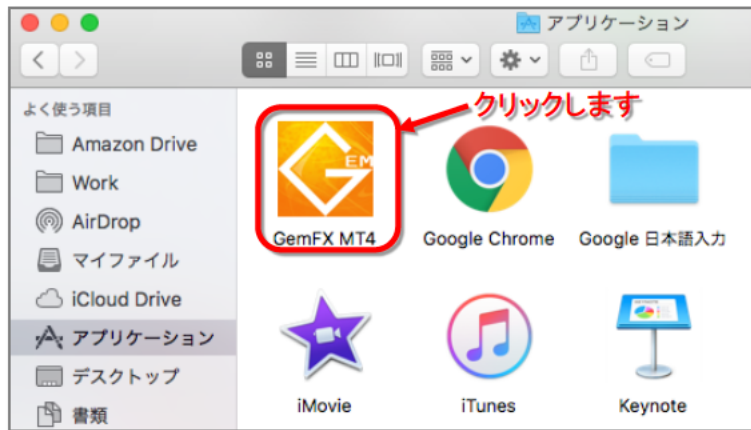 アプリケーション
クリックします
よく使う項目
Amazon Drive
Work
AirDrop
マイファイル
iCloud Drive
アプリケーション
デスクトップ
書類
GEM
GemFX MT4
Google Chrome
Google 日本語入力
iMovie
iTunes
KEYNOTE
Keynote